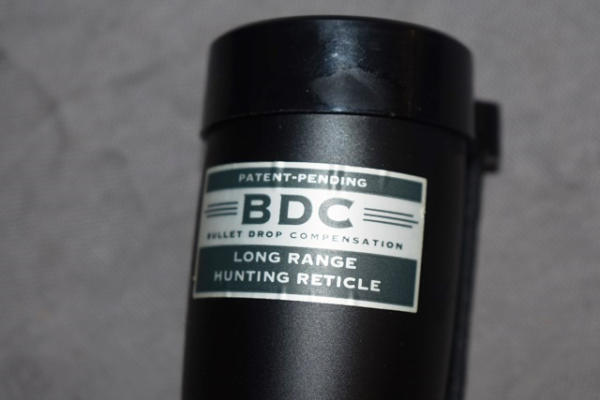 PATENT-PENDING
BDC
BULLET DROP COMPENSATION
LONG RANGE
HUNTING RETICLE